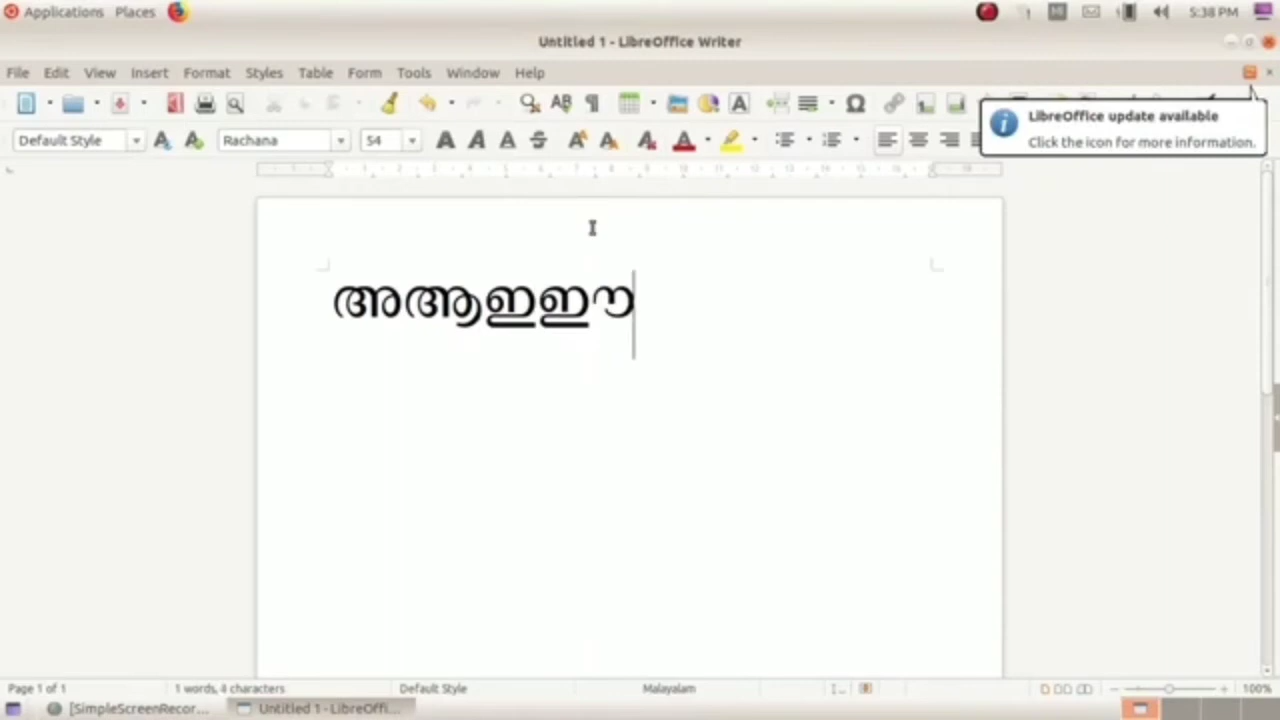 Applications Places 5:38 PM
Untitled 1 - LibreOffice Writer
File Edit View Insert Format Styles Table Form Tools Window Help
LibreOffice update available
Click the icon for more information.
Default Style Rachana 54
അആഇഈ
Page 1 of 1 1 words, 4 characters Default Style Malayalam 100%
[SimpleScreenRecor... Untitled 1 - LibreOffi...